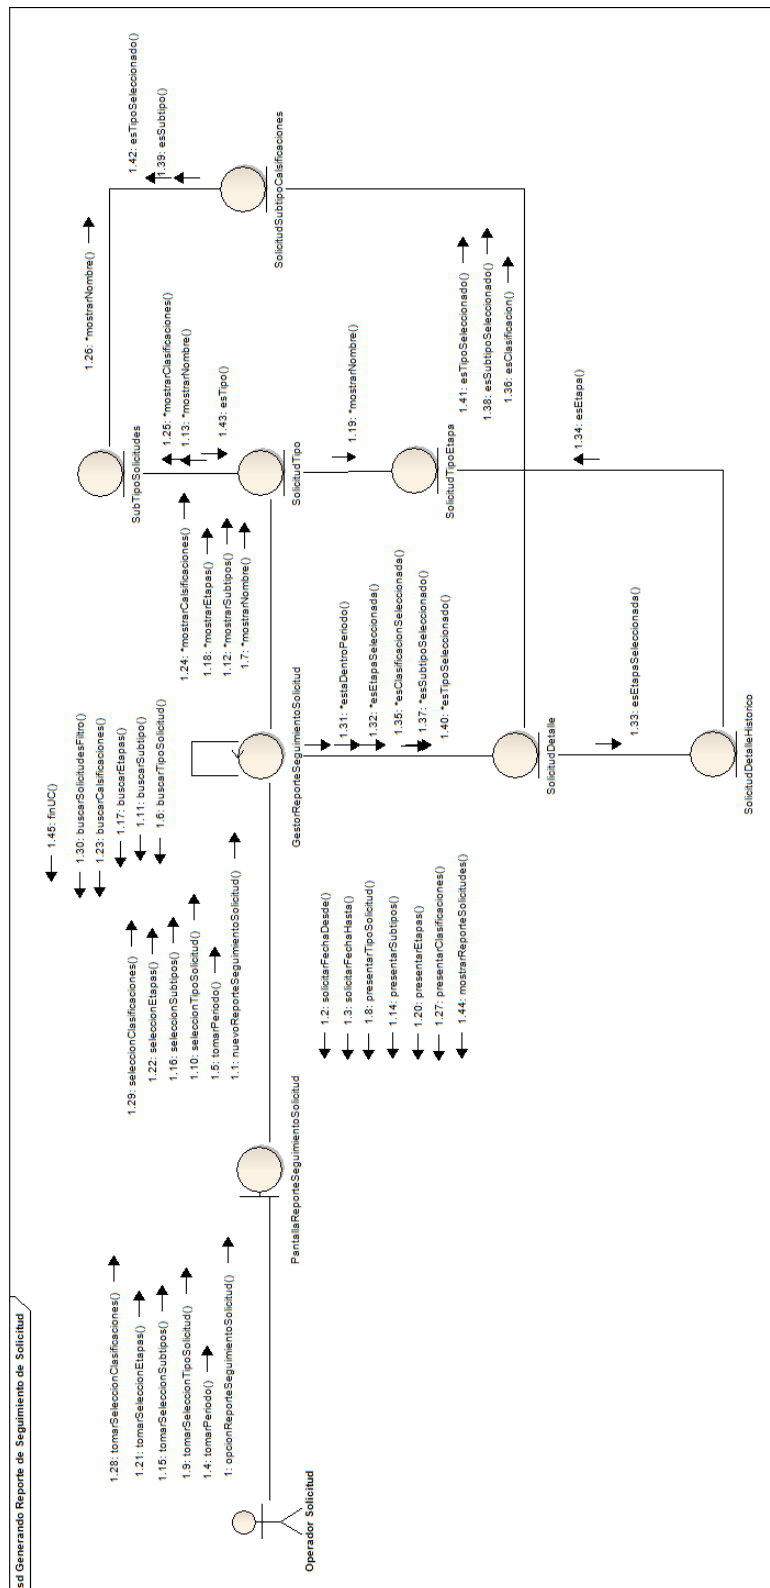 sd Generando Reporte de Seguimiento de Solicitud
Operador Solicitud
1.28: tomarSeleccionClasificaciones()
1.21: tomarSeleccionEtapas()
1.15: tomarSeleccionSubtipos()
1.9: tomarSeleccionTipoSolicitud()
1.4: tomarPeriodo()
1: opcionReporteSeguimientoSolicitud()
PantallaReporteSeguimientoSolicitud
1.29: seleccionClasificaciones()
1.22: seleccionEtapas()
1.16: seleccionSubtipos()
1.10: seleccionTipoSolicitud()
1.5: tomarPeriodo()
1.1: nuevoReporteSeguimientoSolicitud()
1.2: solicitarFechaDesde()
1.3: solicitarFechaHasta()
1.8: presentarTipoSolicitud()
1.14: presentarSubtipos()
1.20: presentarEtapas()
1.27: presentarClasificaciones()
1.44: mostrarReporteSolicitudes()
1.45: finUC()
1.30: buscarSolicitudesFiltro()
1.23: buscarCalsificaciones()
1.17: buscarEtapas()
1.11: buscarSubtipo()
1.6: buscarTipoSolicitud()
GestorReporteSeguimientoSolicitud
1.31: *estaDentroPeriodo()
1.32: *esEtapaSeleccionada()
1.35: *esClasificacionSeleccionada()
1.37: *esSubtipoSeleccionado()
1.40: *esTipoSeleccionado()
SolicitudDetalle
1.33: esEtapaSeleccionada()
SolicitudDetalleHistorico
1.24: *mostrarCalsificaciones()
1.18: *mostrarEtapas()
1.12: *mostrarSubtipos()
1.7: *mostrarNombre()
SubTipoSolicitudes
1.25: *mostrarClasificaciones()
1.13: *mostrarNombre()
1.43: esTipo()
SolicitudTipo
1.19: *mostrarNombre()
SolicitudTipoEtapa
1.34: esEtapa()
1.26: *mostrarNombre()
1.42: esTipoSeleccionado()
1.39: esSubtipo()
SolicitudSubtipoCalsificaciones
1.41: esTipoSeleccionado()
1.38: esSubtipoSeleccionado()
1.36: esClasificacion()